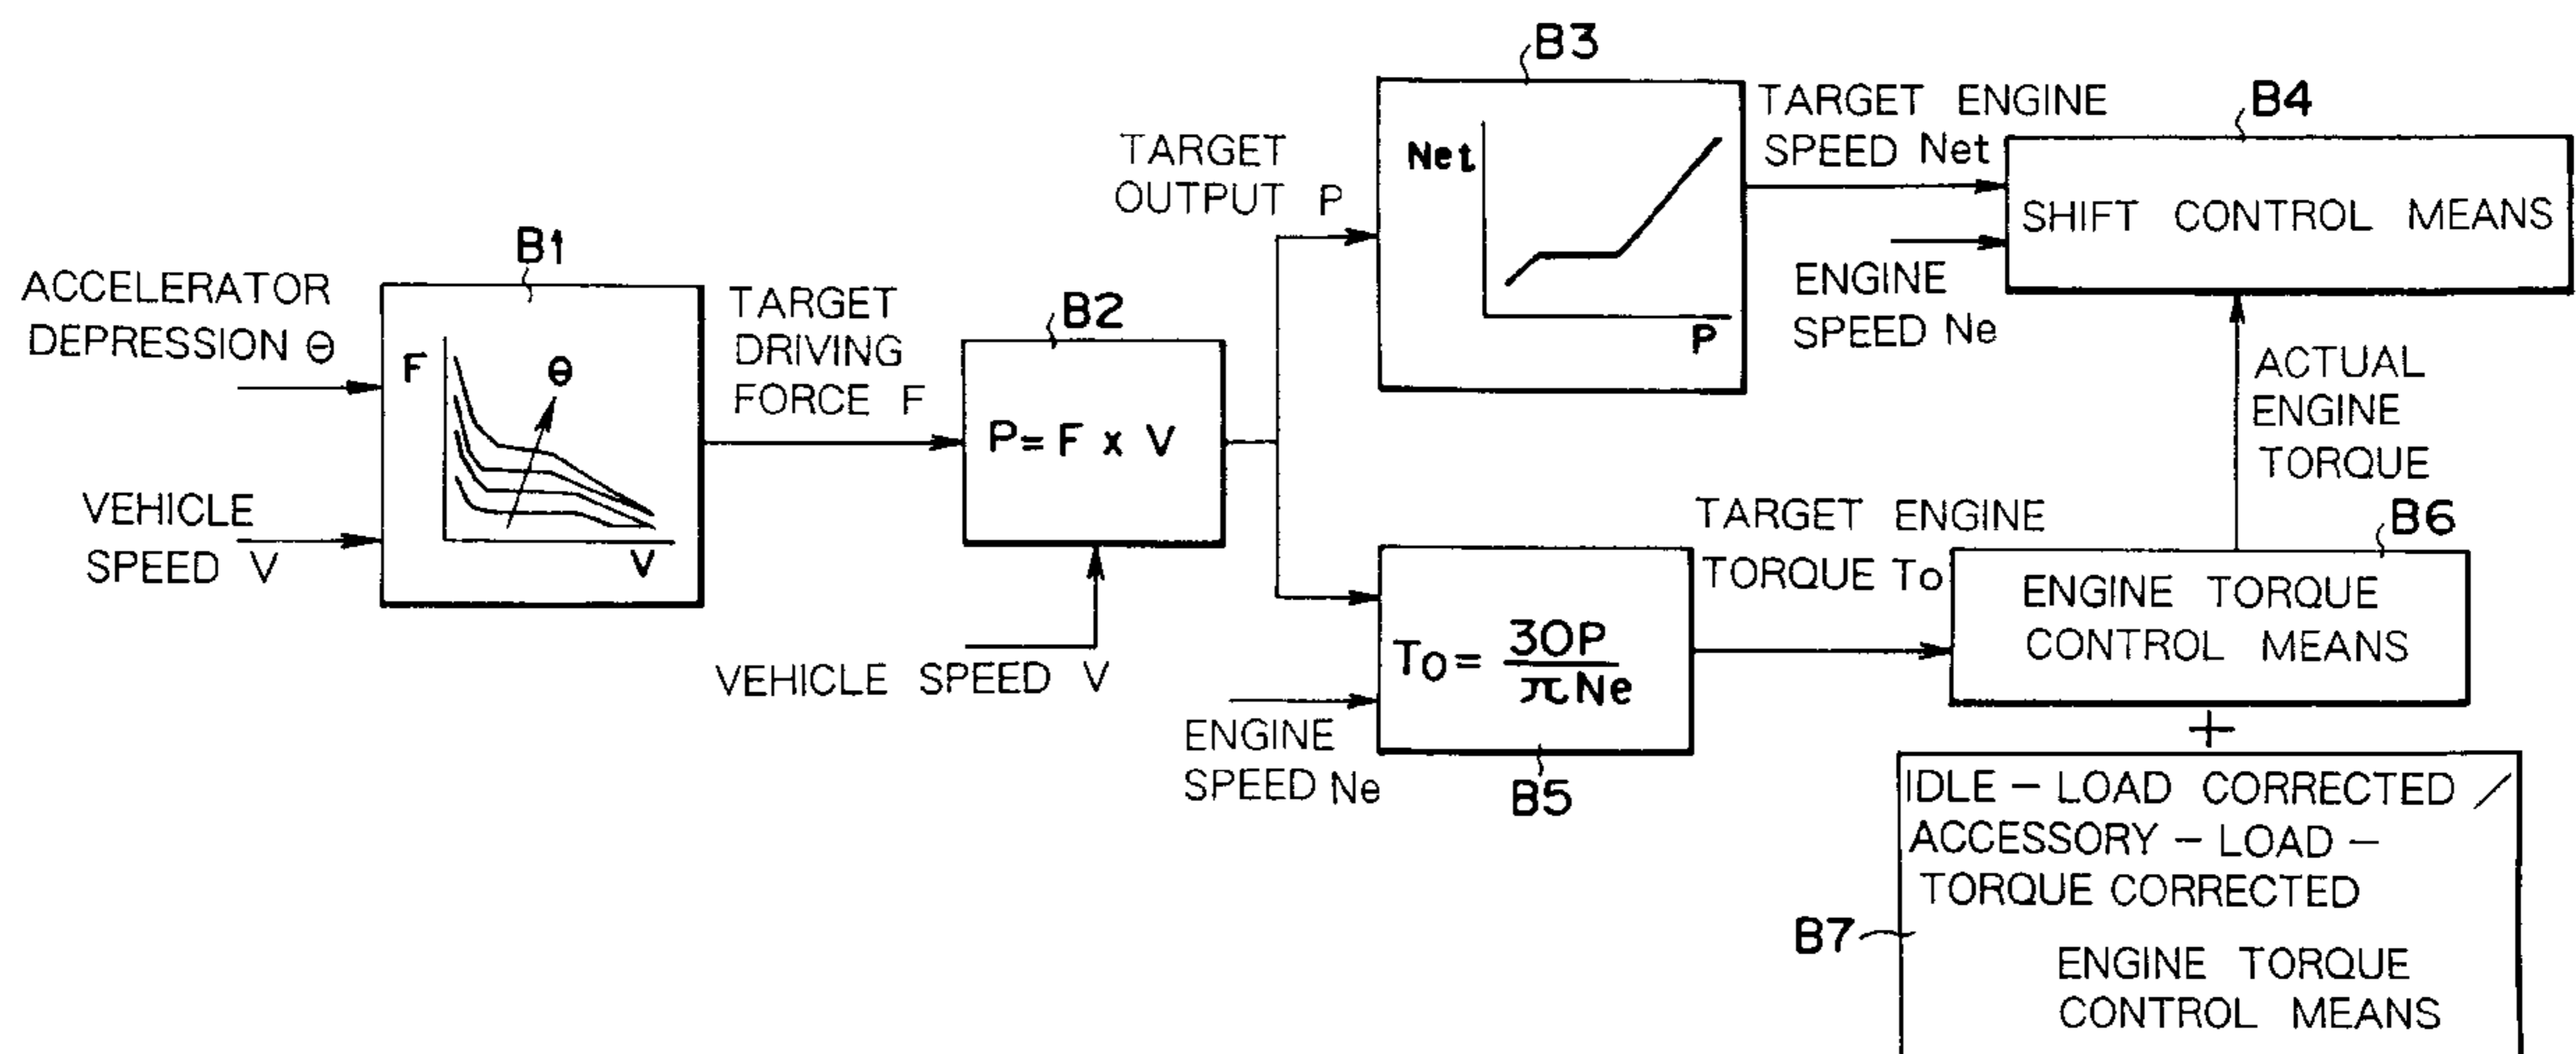 B1
ACCELERATOR
DEPRESSION Θ
VEHICLE
SPEED V
F
Θ
V
TARGET
DRIVING
FORCE F
B2
P = F x V
VEHICLE SPEED V
TARGET
OUTPUT P
B3
Net
P
TARGET ENGINE
SPEED Net
B4
SHIFT CONTROL MEANS
ENGINE
SPEED Ne
ACTUAL
ENGINE
TORQUE
To = 30P / πNe
B5
ENGINE
SPEED Ne
TARGET ENGINE
TORQUE To
B6
ENGINE TORQUE
CONTROL MEANS
+
B7
IDLE - LOAD CORRECTED /
ACCESSORY - LOAD -
TORQUE CORRECTED
ENGINE TORQUE
CONTROL MEANS